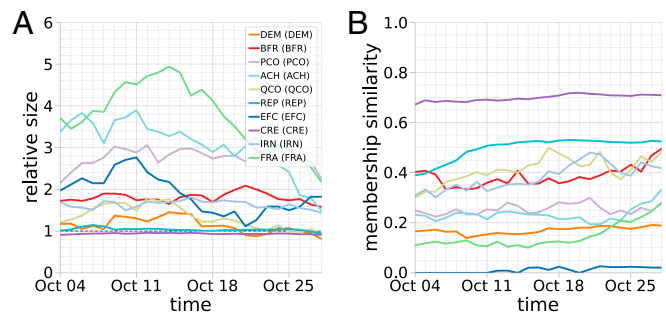 A
relative size
6
5
4
3
2
1
0
DEM (DEM)
BFR (BFR)
PCO (PCO)
ACH (ACH)
QCO (QCO)
REP (REP)
EFC (EFC)
CRE (CRE)
IRN (IRN)
FRA (FRA)
Oct 04 Oct 11 Oct 18 Oct 25
time
B
membership similarity
1.0
0.8
0.6
0.4
0.2
0.0
Oct 04 Oct 11 Oct 18 Oct 25
time